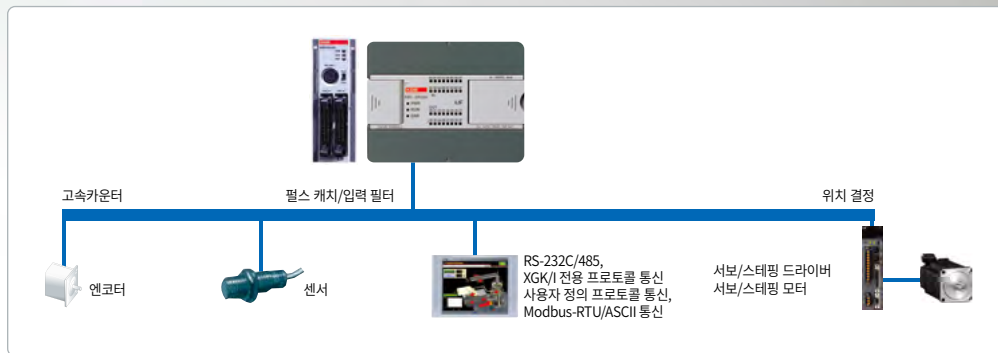 고속카운터
펄스 캐치/입력 필터
위치 결정
엔코터
센서
RS-232C/485,
XGK/I 전용 프로토콜 통신
사용자 정의 프로토콜 통신,
Modbus-RTU/ASCII 통신
서보/스테핑 드라이버
서보/스테핑 모터